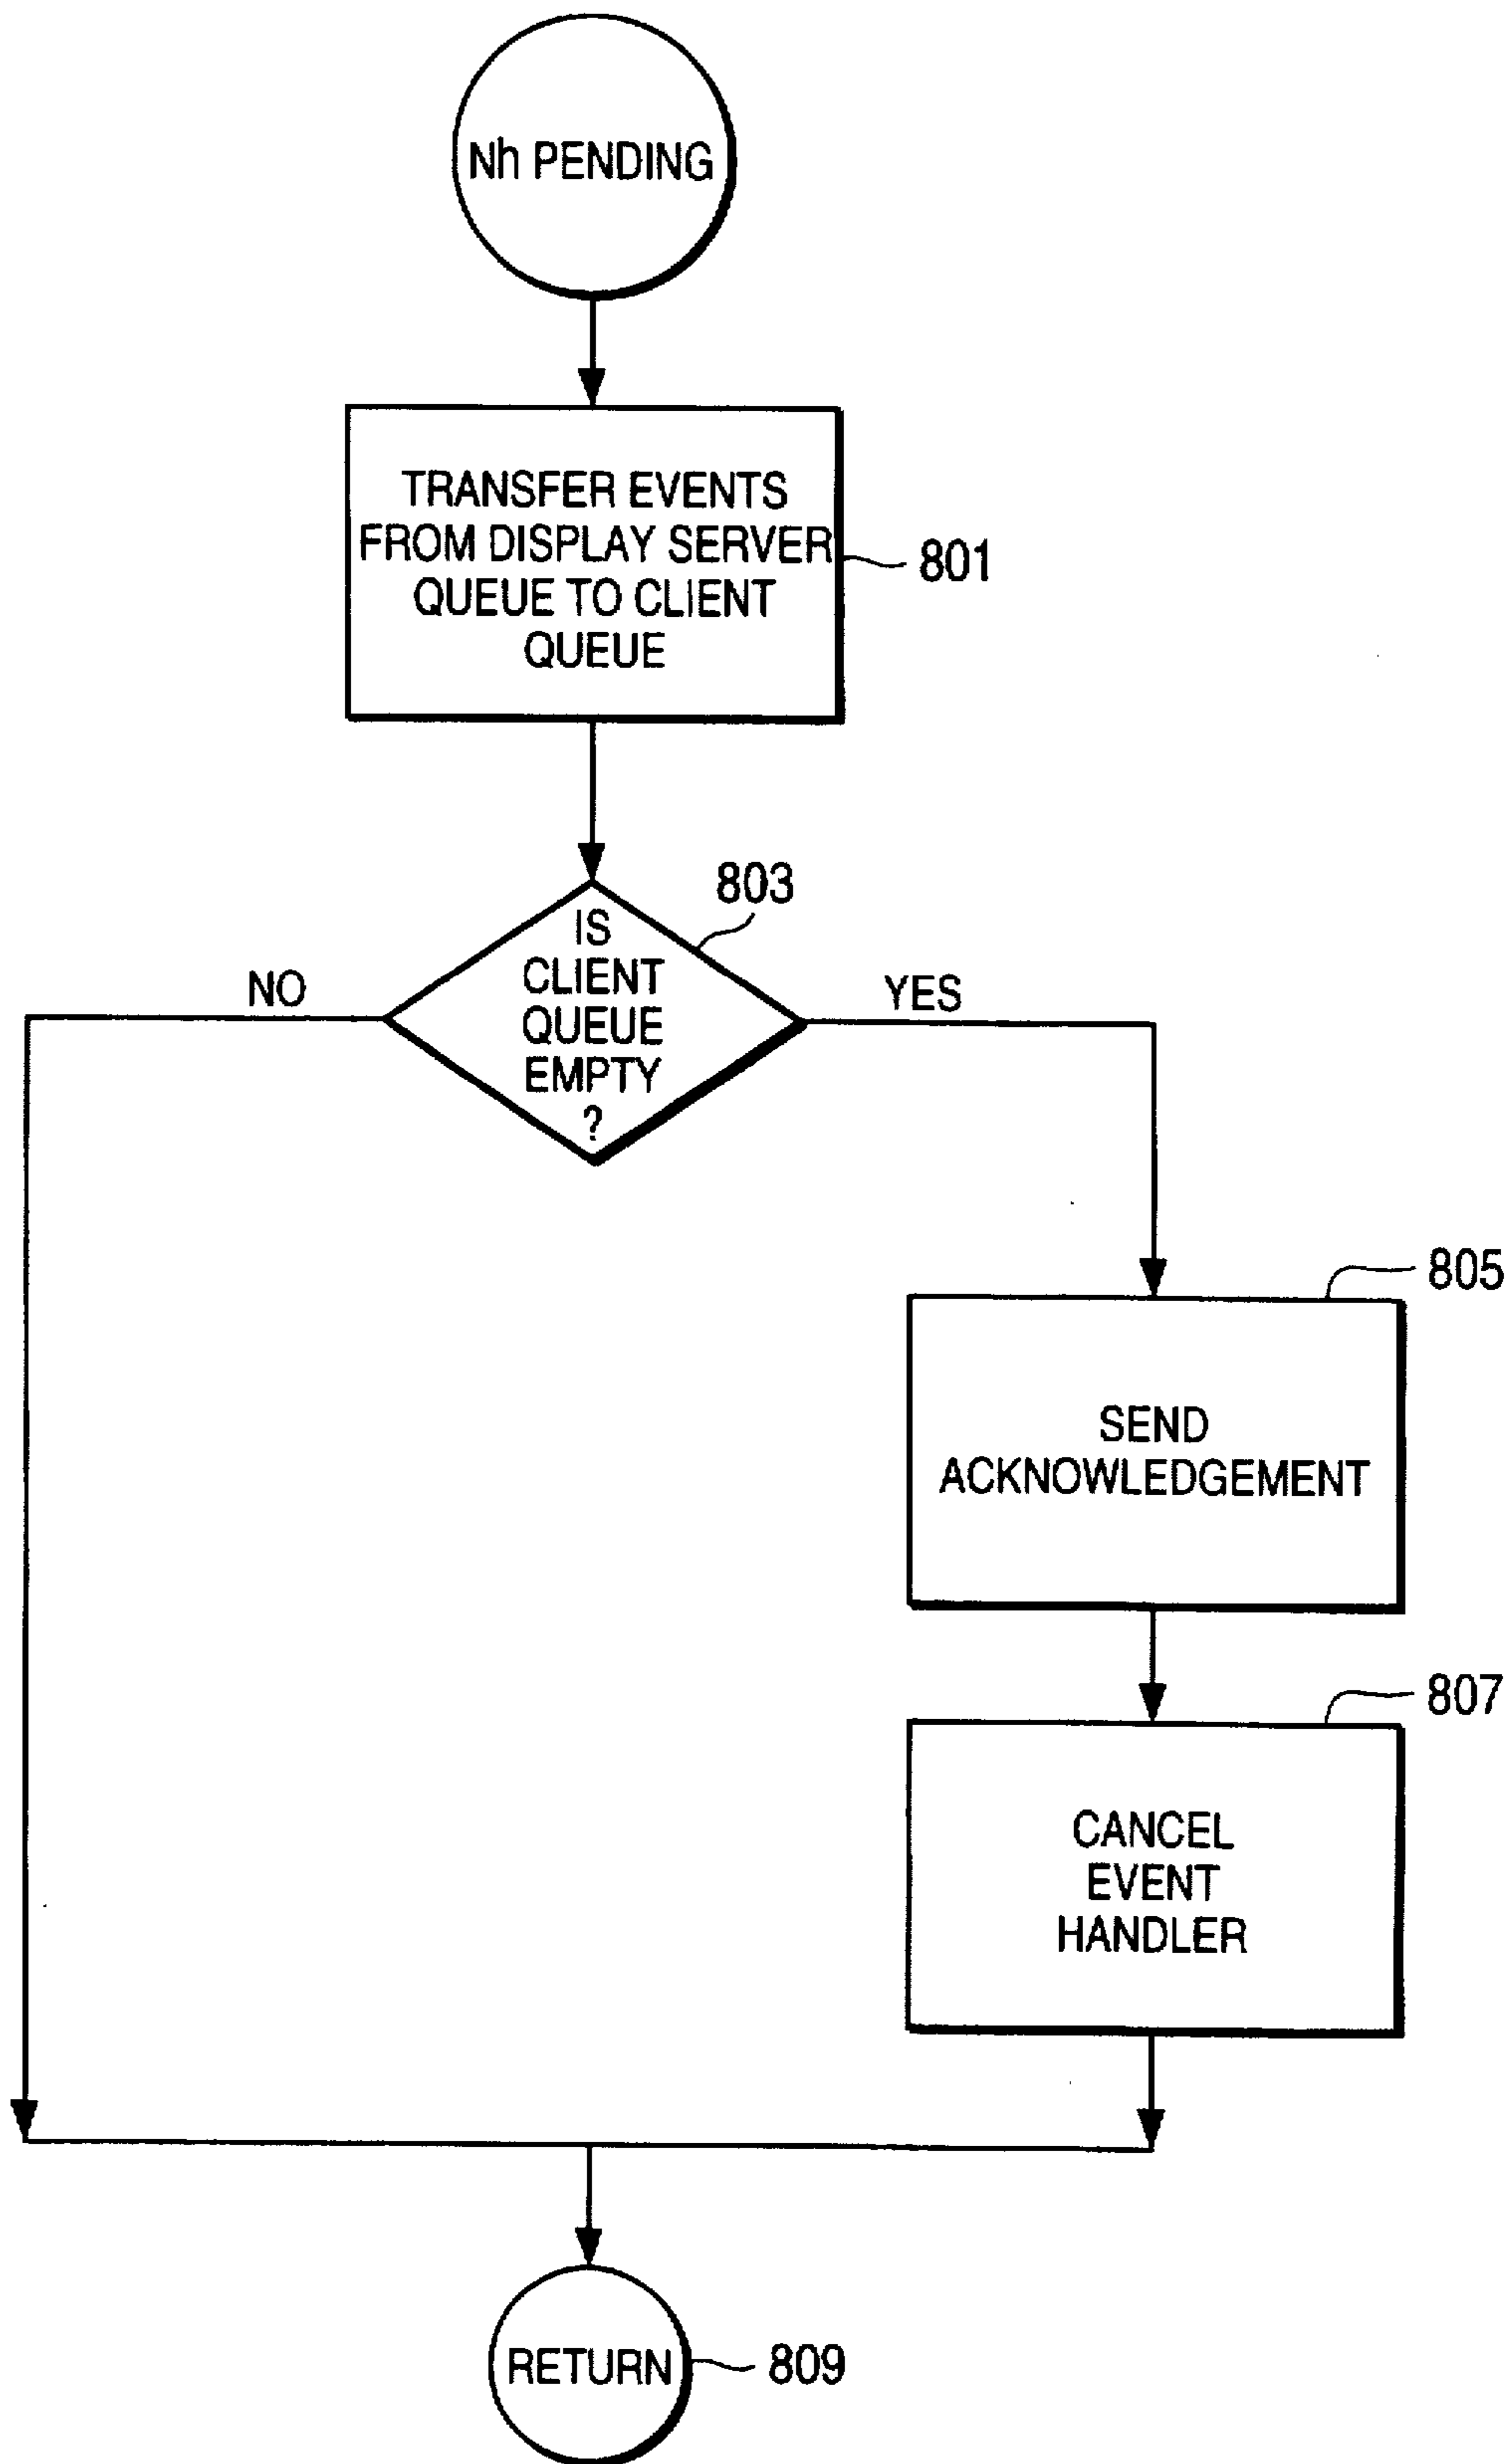 Nh PENDING
TRANSFER EVENTS
FROM DISPLAY SERVER
QUEUE TO CLIENT
QUEUE
801
803
IS
CLIENT
QUEUE
EMPTY
?
NO
YES
805
SEND
ACKNOWLEDGEMENT
807
CANCEL
EVENT
HANDLER
RETURN
809